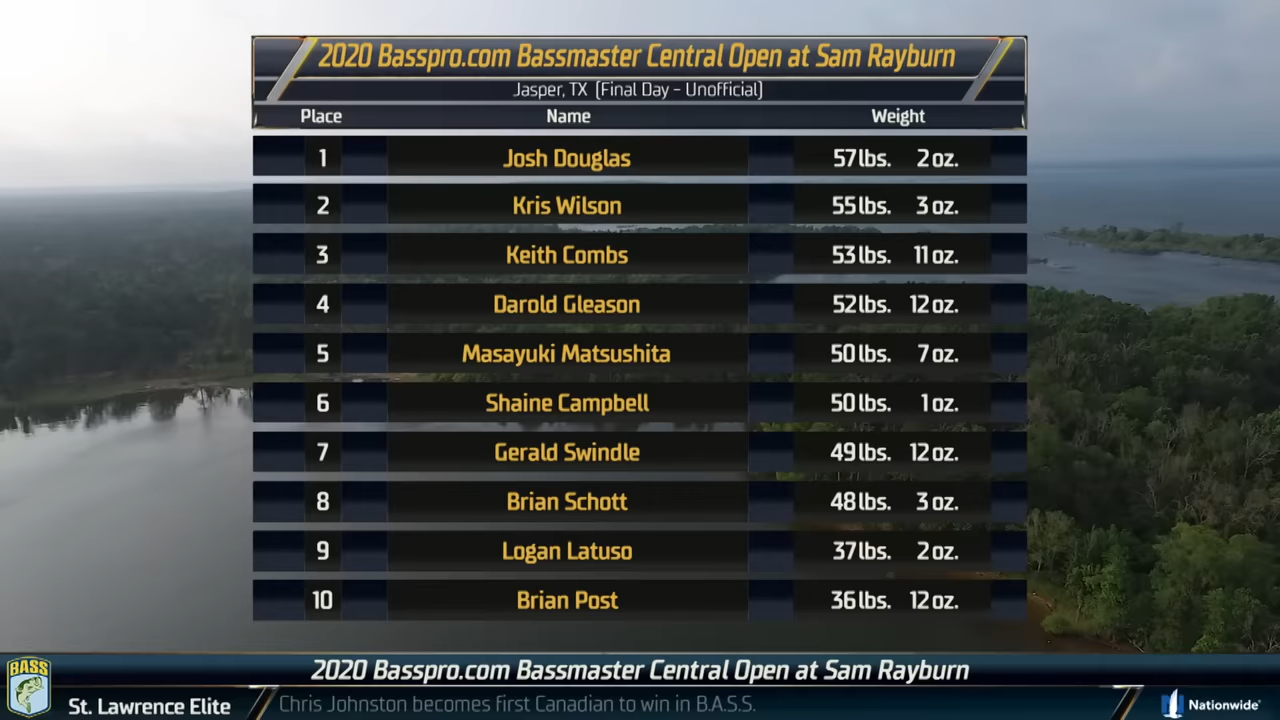 2020 Basspro.com Bassmaster Central Open at Sam Rayburn
Jasper, TX (Final Day - Unofficial)
Place Name Weight
1 Josh Douglas 57 lbs. 2 oz.
2 Kris Wilson 55 lbs. 3 oz.
3 Keith Combs 53 lbs. 11 oz.
4 Darold Gleason 52 lbs. 12 oz.
5 Masayuki Matsushita 50 lbs. 7 oz.
6 Shaine Campbell 50 lbs. 1 oz.
7 Gerald Swindle 49 lbs. 12 oz.
8 Brian Schott 48 lbs. 3 oz.
9 Logan Latuso 37 lbs. 2 oz.
10 Brian Post 36 lbs. 12 oz.
2020 Basspro.com Bassmaster Central Open at Sam Rayburn
BASS
St. Lawrence Elite Chris Johnston becomes first Canadian to win in B.A.S.S. Nationwide®